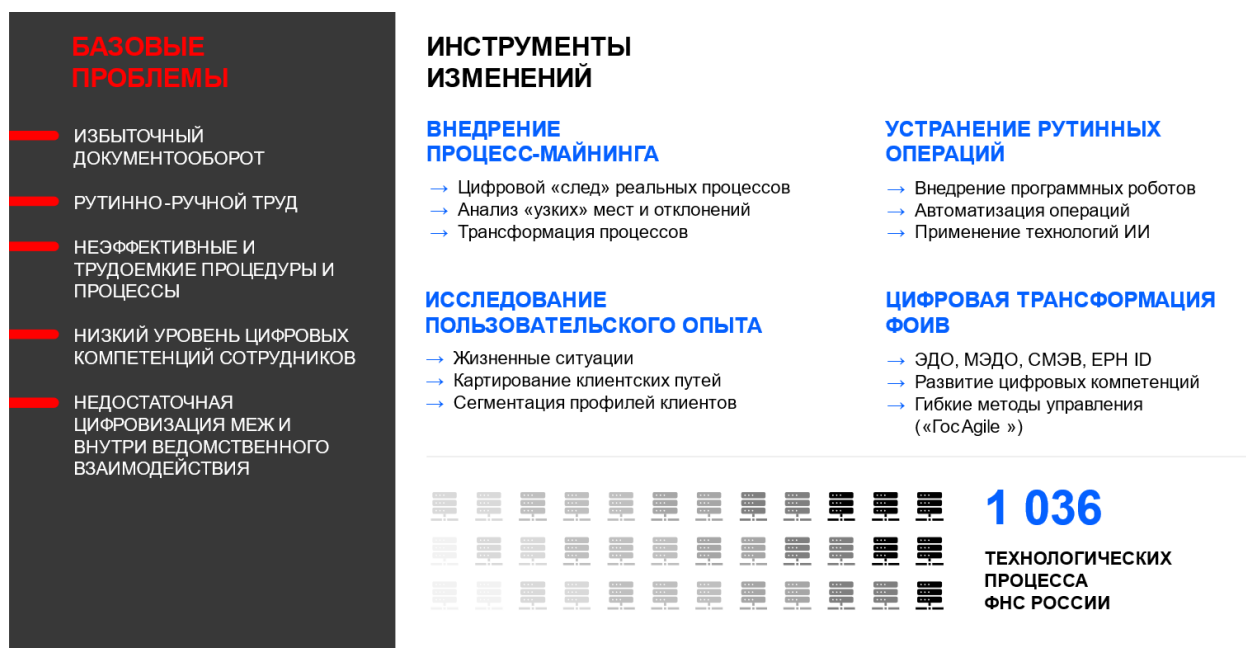 БАЗОВЫЕ
ПРОБЛЕМЫ
ИЗБЫТОЧНЫЙ
ДОКУМЕНТООБОРОТ
РУТИННО-РУЧНОЙ ТРУД
НЕЭФФЕКТИВНЫЕ И
ТРУДОЕМКИЕ ПРОЦЕДУРЫ И
ПРОЦЕССЫ
НИЗКИЙ УРОВЕНЬ ЦИФРОВЫХ
КОМПЕТЕНЦИЙ СОТРУДНИКОВ
НЕДОСТАТОЧНАЯ
ЦИФРОВИЗАЦИЯ МЕЖ И
ВНУТРИ ВЕДОМСТВЕННОГО
ВЗАИМОДЕЙСТВИЯ
ИНСТРУМЕНТЫ
ИЗМЕНЕНИЙ
ВНЕДРЕНИЕ
ПРОЦЕСС-МАЙНИНГА
→ Цифровой «след» реальных процессов
→ Анализ «узких» мест и отклонений
→ Трансформация процессов
УСТРАНЕНИЕ РУТИННЫХ
ОПЕРАЦИЙ
→ Внедрение программных роботов
→ Автоматизация операций
→ Применение технологий ИИ
ИССЛЕДОВАНИЕ
ПОЛЬЗОВАТЕЛЬСКОГО ОПЫТА
→ Жизненные ситуации
→ Картирование клиентских путей
→ Сегментация профилей клиентов
ЦИФРОВАЯ ТРАНСФОРМАЦИЯ
ФОИВ
→ ЭДО, МЭДО, СМЭВ, ЕРН ID
→ Развитие цифровых компетенций
→ Гибкие методы управления
(«ГосAgile »)
1 036
ТЕХНОЛОГИЧЕСКИХ
ПРОЦЕССА
ФНС РОССИИ